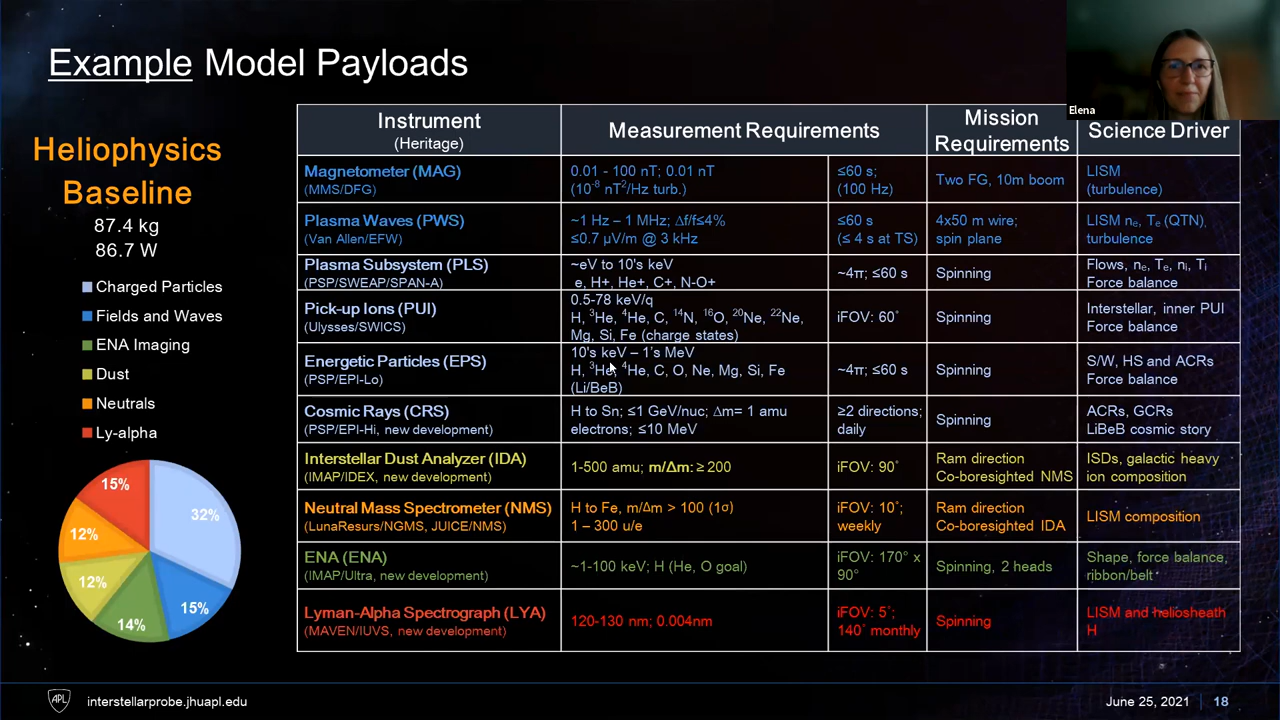 Example Model Payloads
Elena
Heliophysics
Baseline
87.4 kg
86.7 W
Charged Particles
Fields and Waves
ENA Imaging
Dust
Neutrals
Ly-alpha
15%
32%
12%
12%
15%
14%
Instrument
(Heritage)
Measurement Requirements
Mission
Requirements
Science Driver
Magnetometer (MAG)
(MMS/DFG)
0.01 - 100 nT; 0.01 nT
(10⁻⁸ nT²/Hz turb.)
≤60 s;
(100 Hz)
Two FG, 10m boom
LISM
(turbulence)
Plasma Waves (PWS)
(Van Allen/EFW)
~1 Hz – 1 MHz; Δf/f≤4%
≤0.7 μV/m @ 3 kHz
≤60 s
(≤ 4 s at TS)
4x50 m wire;
spin plane
LISM nₑ, Tₑ (QTN),
turbulence
Plasma Subsystem (PLS)
(PSP/SWEAP/SPAN-A)
~eV to 10's keV
e, H+, He+, C+, N-O+
~4π; ≤60 s
Spinning
Flows, nₑ, Tₑ, nᵢ, Tᵢ
Force balance
Pick-up Ions (PUI)
(Ulysses/SWICS)
0.5-78 keV/q
H, ³He, ⁴He, C, ¹⁴N, ¹⁶O, ²⁰Ne, ²²Ne,
Mg, Si, Fe (charge states)
iFOV: 60˚
Spinning
Interstellar, inner PUI
Force balance
Energetic Particles (EPS)
(PSP/EPI-Lo)
10's keV – 1's MeV
H, ³He, ⁴He, C, O, Ne, Mg, Si, Fe
(Li/BeB)
~4π; ≤60 s
Spinning
S/W, HS and ACRs
Force balance
Cosmic Rays (CRS)
(PSP/EPI-Hi, new development)
H to Sn; ≤1 GeV/nuc; Δm= 1 amu
electrons; ≤10 MeV
≥2 directions;
daily
Spinning
ACRs, GCRs
LiBeB cosmic story
Interstellar Dust Analyzer (IDA)
(IMAP/IDEX, new development)
1-500 amu; m/Δm: ≥ 200
iFOV: 90˚
Ram direction
Co-boresighted NMS
ISDs, galactic heavy
ion composition
Neutral Mass Spectrometer (NMS)
(LunaResurs/NGMS, JUICE/NMS)
H to Fe, m/Δm > 100 (1σ)
1 – 300 u/e
iFOV: 10˚;
weekly
Ram direction
Co-boresighted IDA
LISM composition
ENA (ENA)
(IMAP/Ultra, new development)
~1-100 keV; H (He, O goal)
iFOV: 170° x
90°
Spinning, 2 heads
Shape, force balance,
ribbon/belt
Lyman-Alpha Spectrograph (LYA)
(MAVEN/IUVS, new development)
120-130 nm; 0.004nm
iFOV: 5˚;
140˚ monthly
Spinning
LISM and heliosheath
H
APL
interstellarprobe.jhuapl.edu
June 25, 2021
18